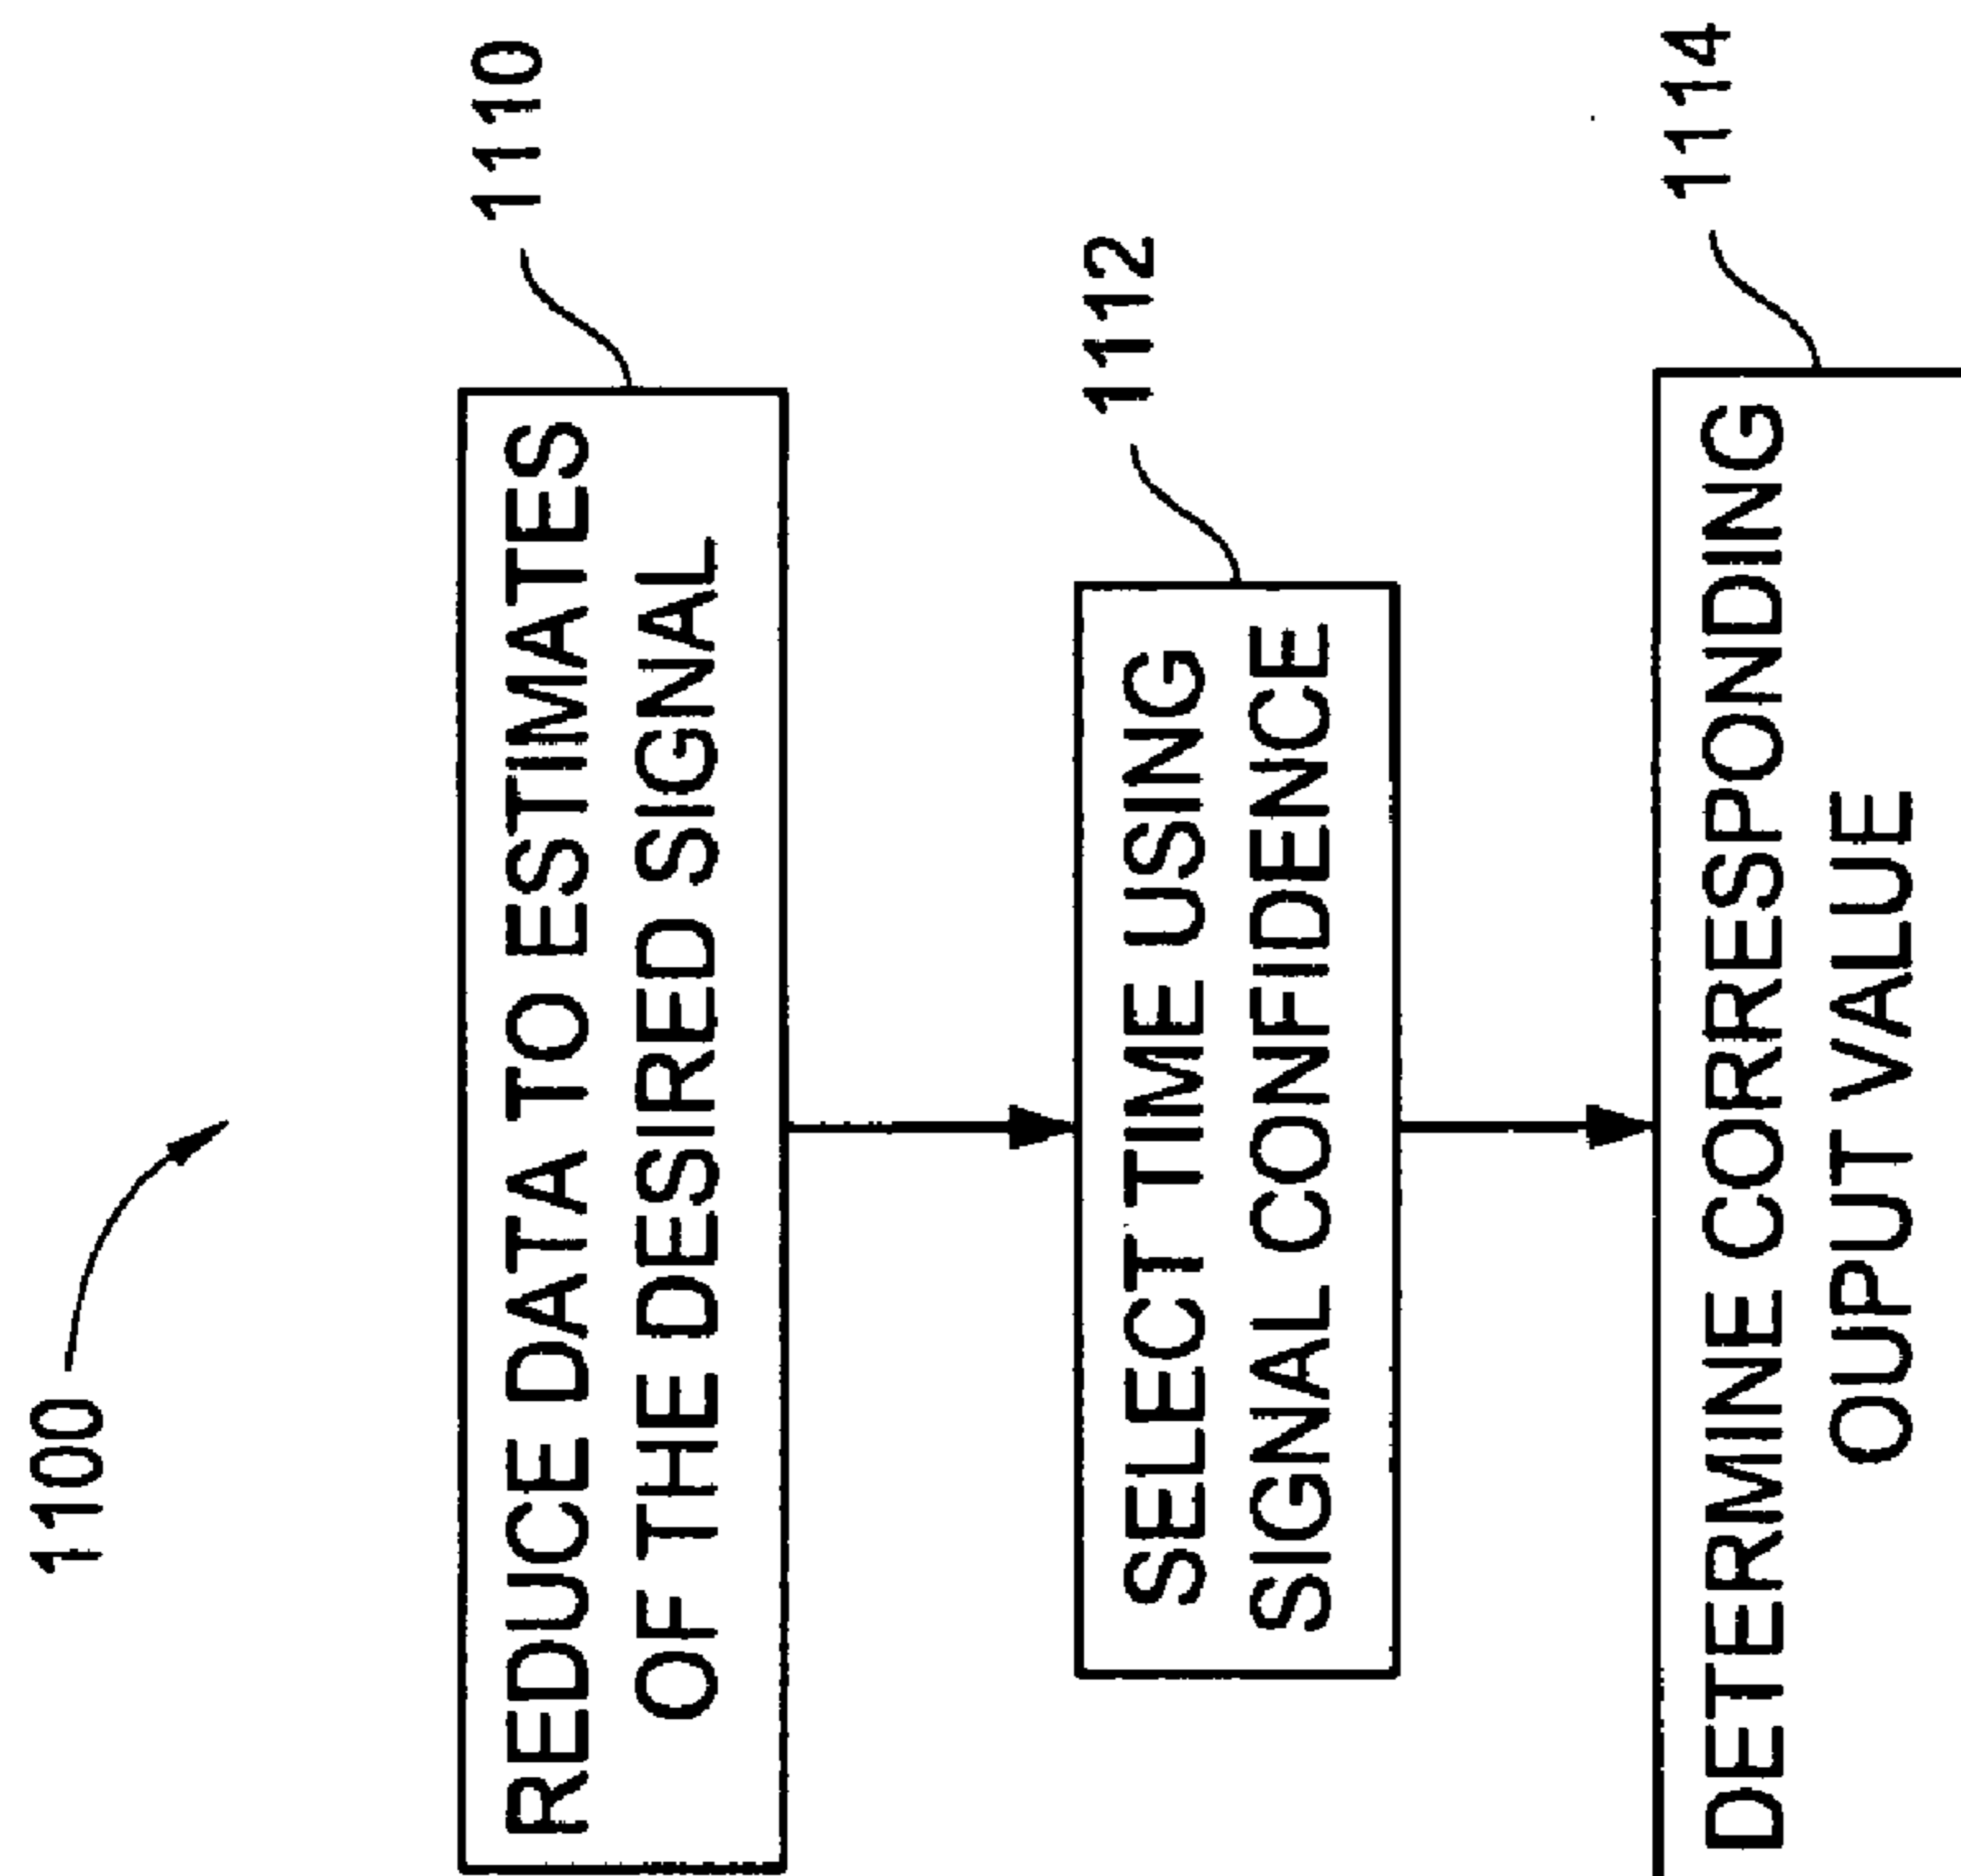 1100
1110
REDUCE DATA TO ESTIMATES
OF THE DESIRED SIGNAL
1112
SELECT TIME USING
SIGNAL CONFIDENCE
1114
DETERMINE CORRESPONDING
OUPUT VALUE